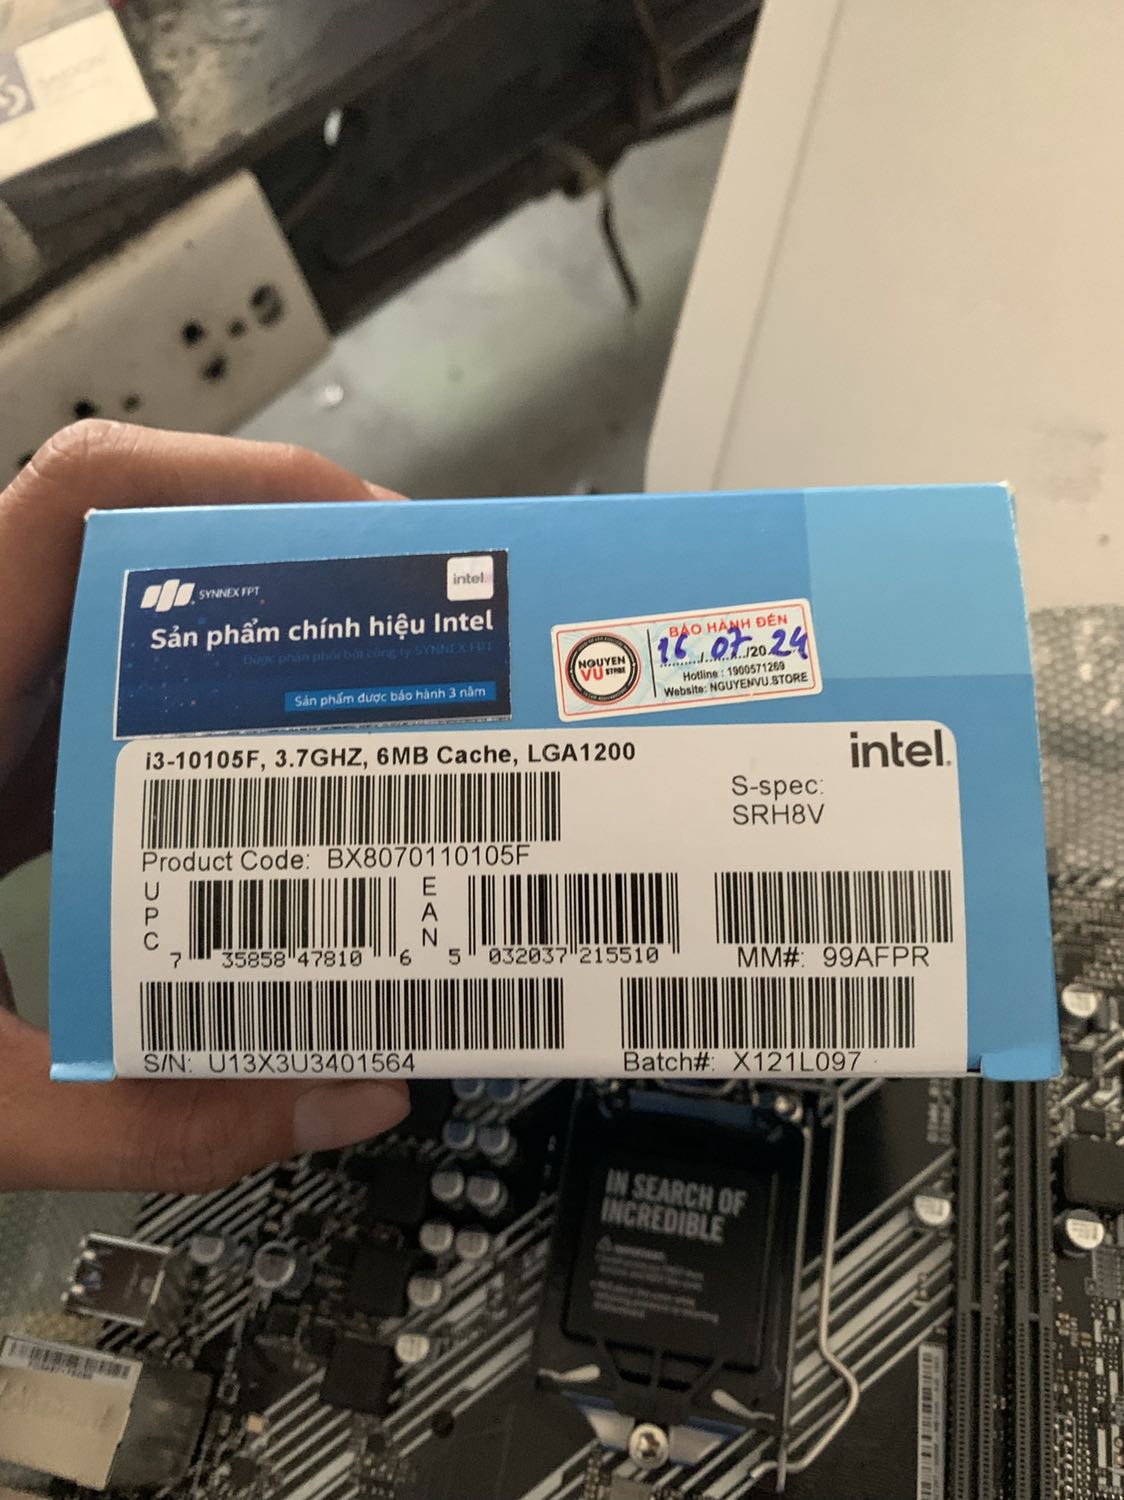 SYNNEX FPT
intel.
Sản phẩm chính hiệu Intel
Được phân phối bởi công ty SYNNEX FPT
Sản phẩm được bảo hành 3 năm
BẢO HÀNH ĐẾN
16/07/2024
NGUYEN
VU STORE
Hotline : 1900571269
Website: NGUYENVU.STORE
i3-10105F, 3.7GHZ, 6MB Cache, LGA1200
intel.
S-spec:
SRH8V
Product Code: BX8070110105F
UPC
7 35858 47810 6
EAN
5 032037 215510
MM#: 99AFPR
S/N: U13X3U3401564
Batch#: X121L097
IN SEARCH OF
INCREDIBLE